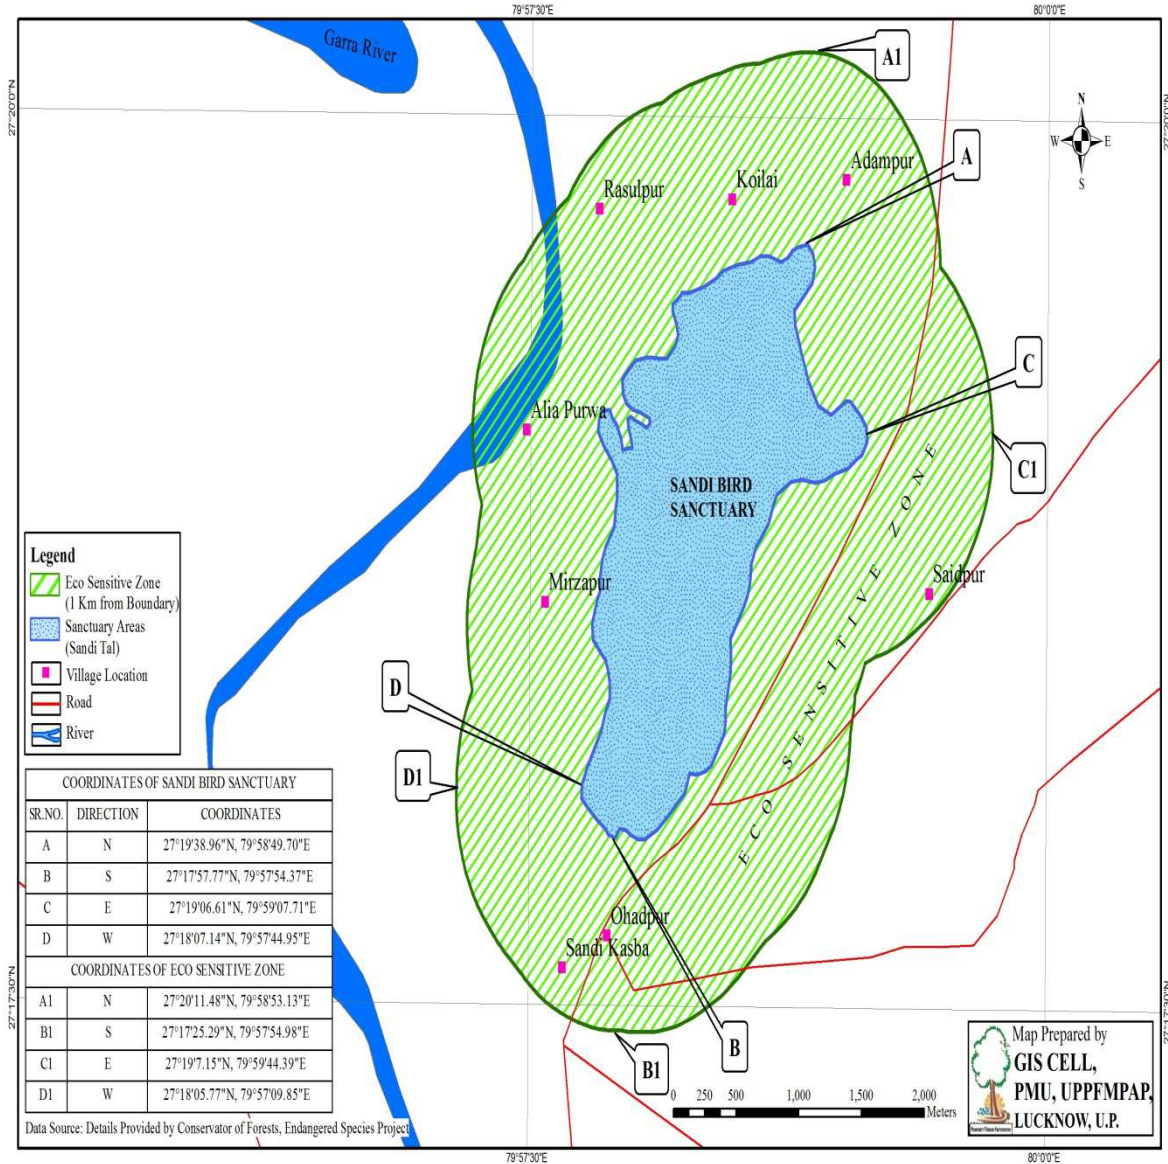 79°57'30"E
80°0'0"E
Garra River
A1
27°20'0"N
27°20'0"N
N
W
E
S
A
Adampur
Koilai
Rasulpur
C
Alia Purwa
C1
SANDI BIRD
SANCTUARY
ECO SENSITIVE ZONE
Legend
Eco Sensitive Zone
(1 Km from Boundary)
Sanctuary Areas
(Sandi Tal)
Village Location
Road
River
Mirzapur
Saidpur
D
D1
COORDINATES OF SANDI BIRD SANCTUARY
SR.NO. DIRECTION COORDINATES
A N 27°19'38.96"N, 79°58'49.70"E
B S 27°17'57.77"N, 79°57'54.37"E
C E 27°19'06.61"N, 79°59'07.71"E
D W 27°18'07.14"N, 79°57'44.95"E
COORDINATES OF ECO SENSITIVE ZONE
A1 N 27°20'11.48"N, 79°58'53.13"E
B1 S 27°17'25.29"N, 79°57'54.98"E
C1 E 27°19'7.15"N, 79°59'44.39"E
D1 W 27°18'05.77"N, 79°57'09.85"E
Data Source: Details Provided by Conservator of Forests, Endangered Species Project
Ohadpur
Sandi Kasba
27°17'30"N
27°17'30"N
B
B1
0 250 500 1,000 1,500 2,000
Meters
Map Prepared by
GIS CELL,
PMU, UPPFMPAP,
LUCKNOW, U.P.
79°57'30"E
80°0'0"E